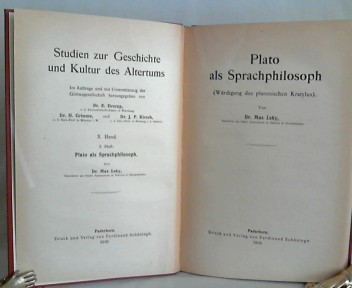 Studien zur Geschichte
und Kultur des Altertums
Im Auftrage und mit Unterstützung der
Görresgesellschaft herausgegeben von
Dr. E. Drerup,
Dr. H. Grimme, und Dr. J. P. Kirsch,
X. Band.
3. Heft:
Plato als Sprachphilosoph.
von
Dr. Max Leky,
Paderborn.
Druck und Verlag von Ferdinand Schöningh.
Plato
als Sprachphilosoph
(Würdigung des platonischen Kratylus).
Von
Dr. Max Leky,
Paderborn.
Druck und Verlag von Ferdinand Schöningh.